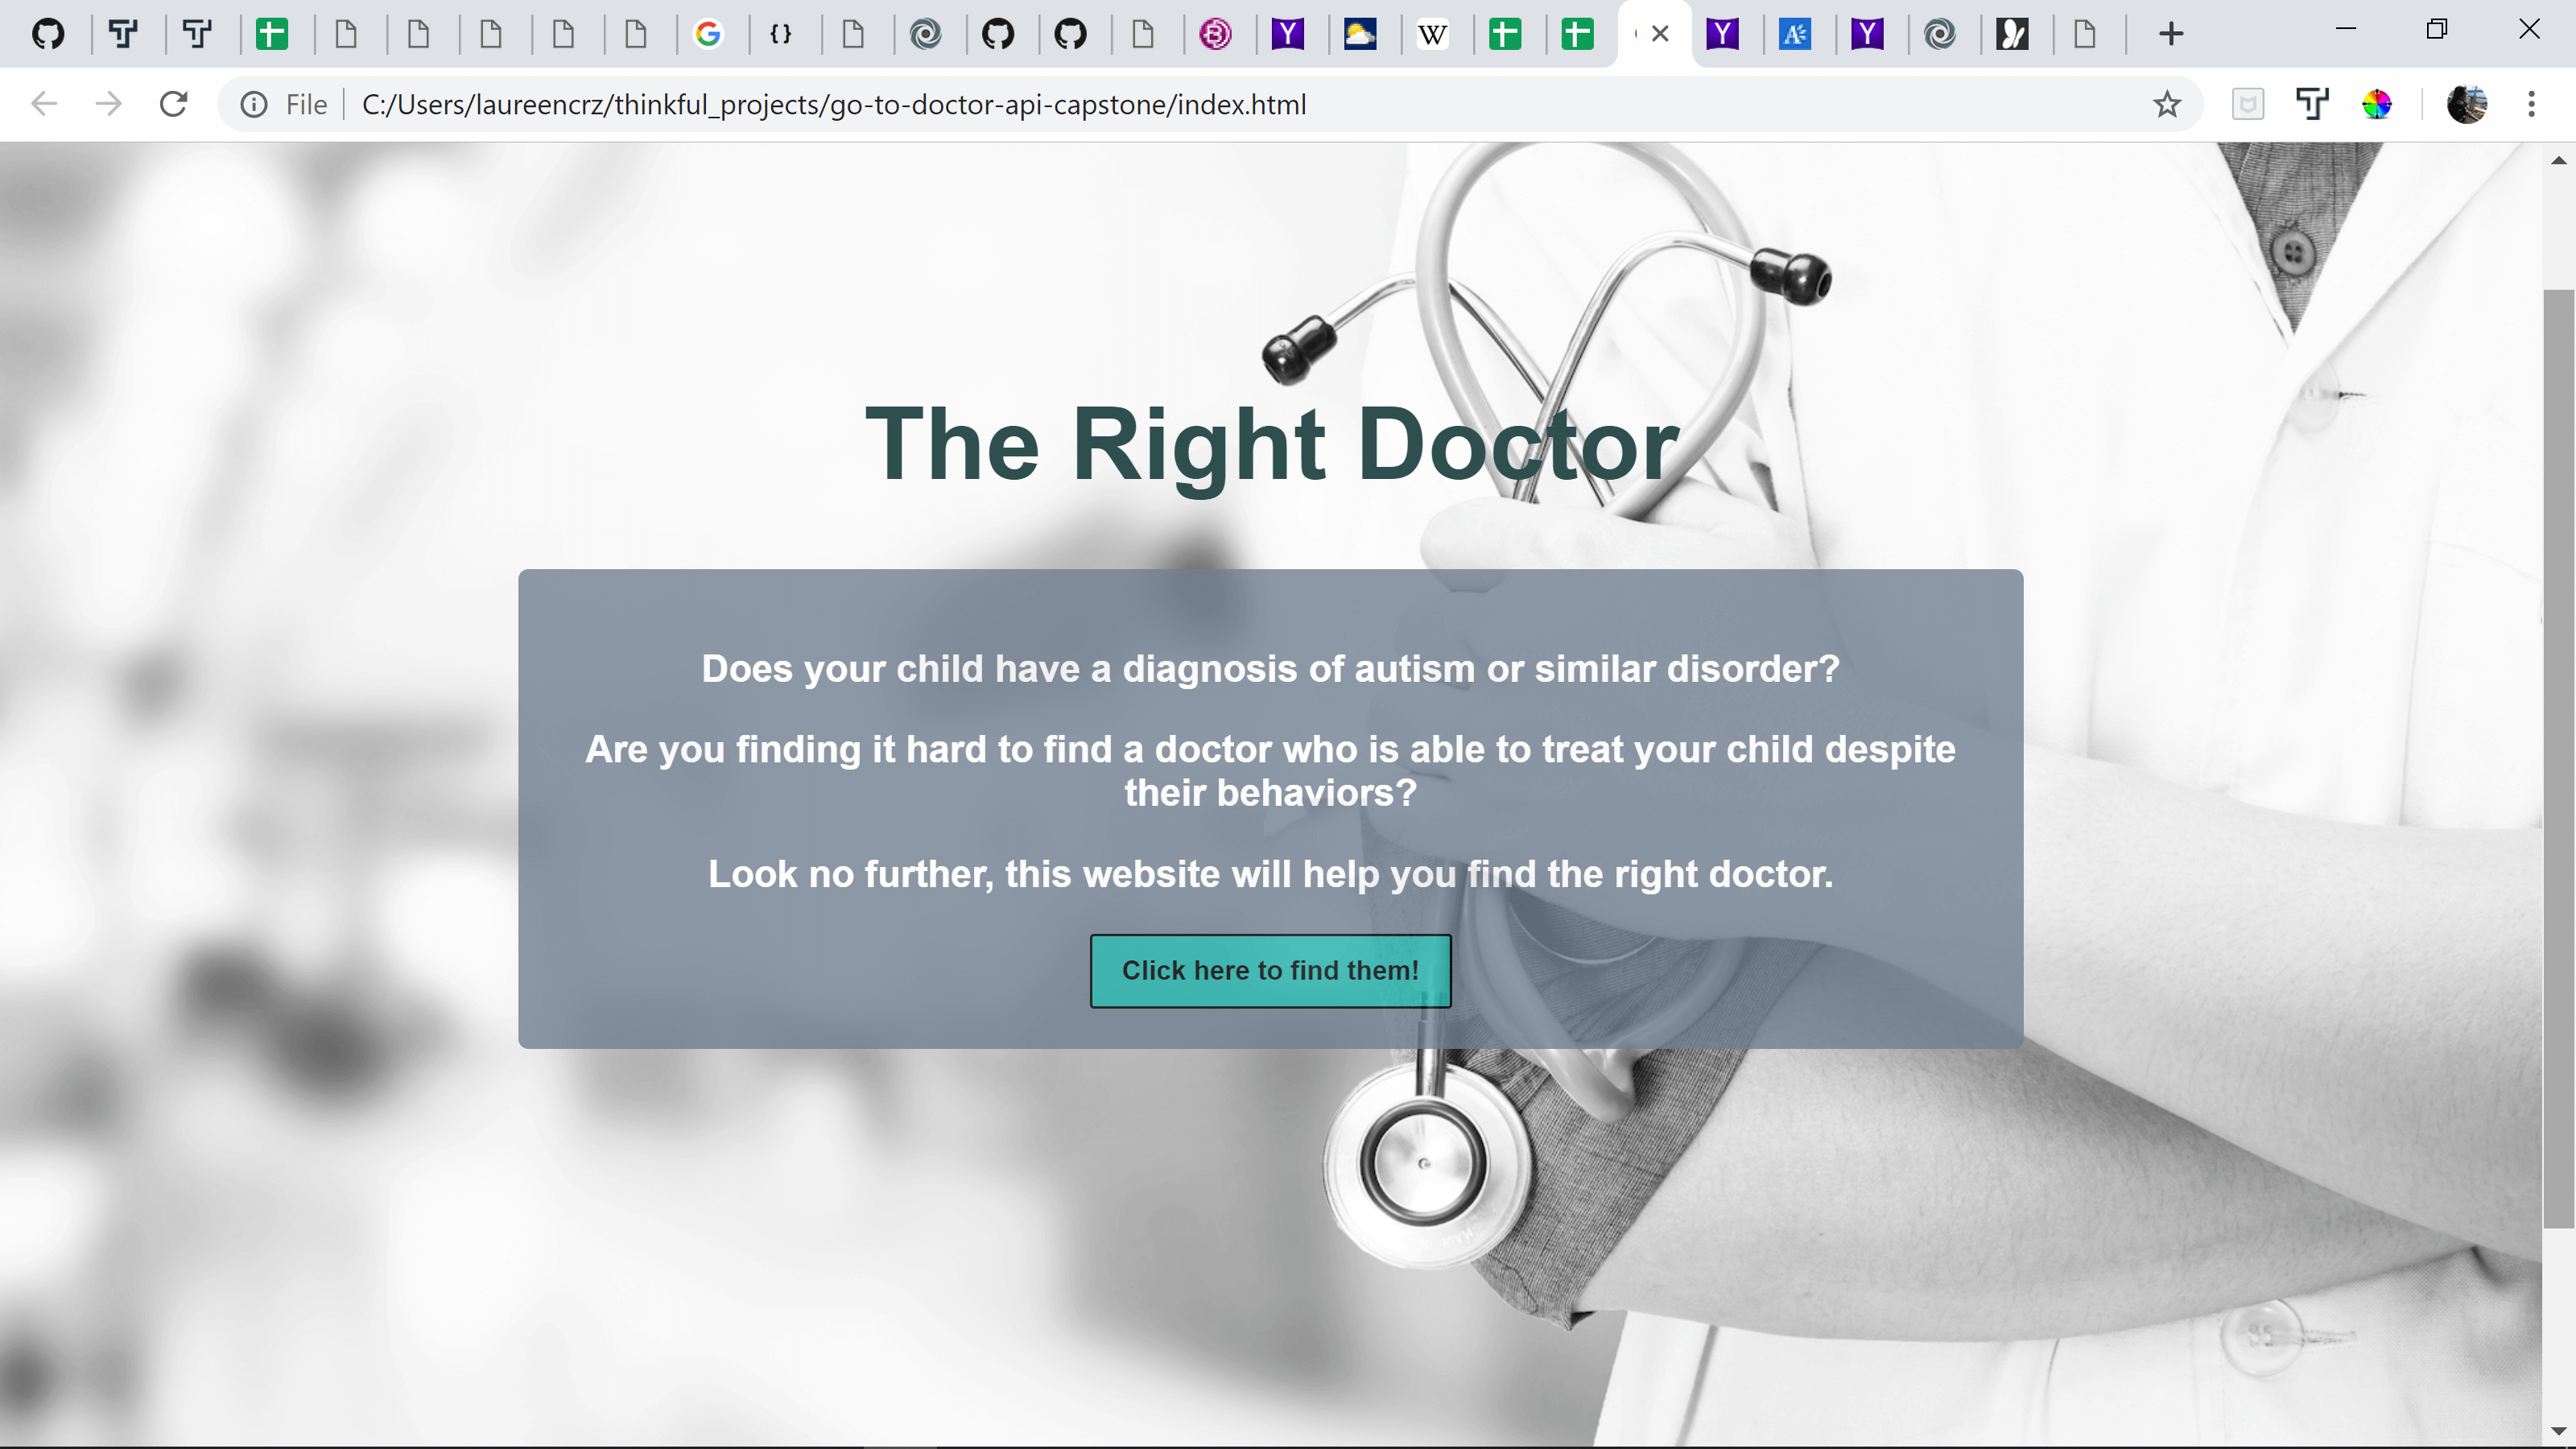 File
C:/Users/laureencrz/thinkful_projects/go-to-doctor-api-capstone/index.html
The Right Doctor
Does your child have a diagnosis of autism or similar disorder?
Are you finding it hard to find a doctor who is able to treat your child despite
their behaviors?
Look no further, this website will help you find the right doctor.
Click here to find them!